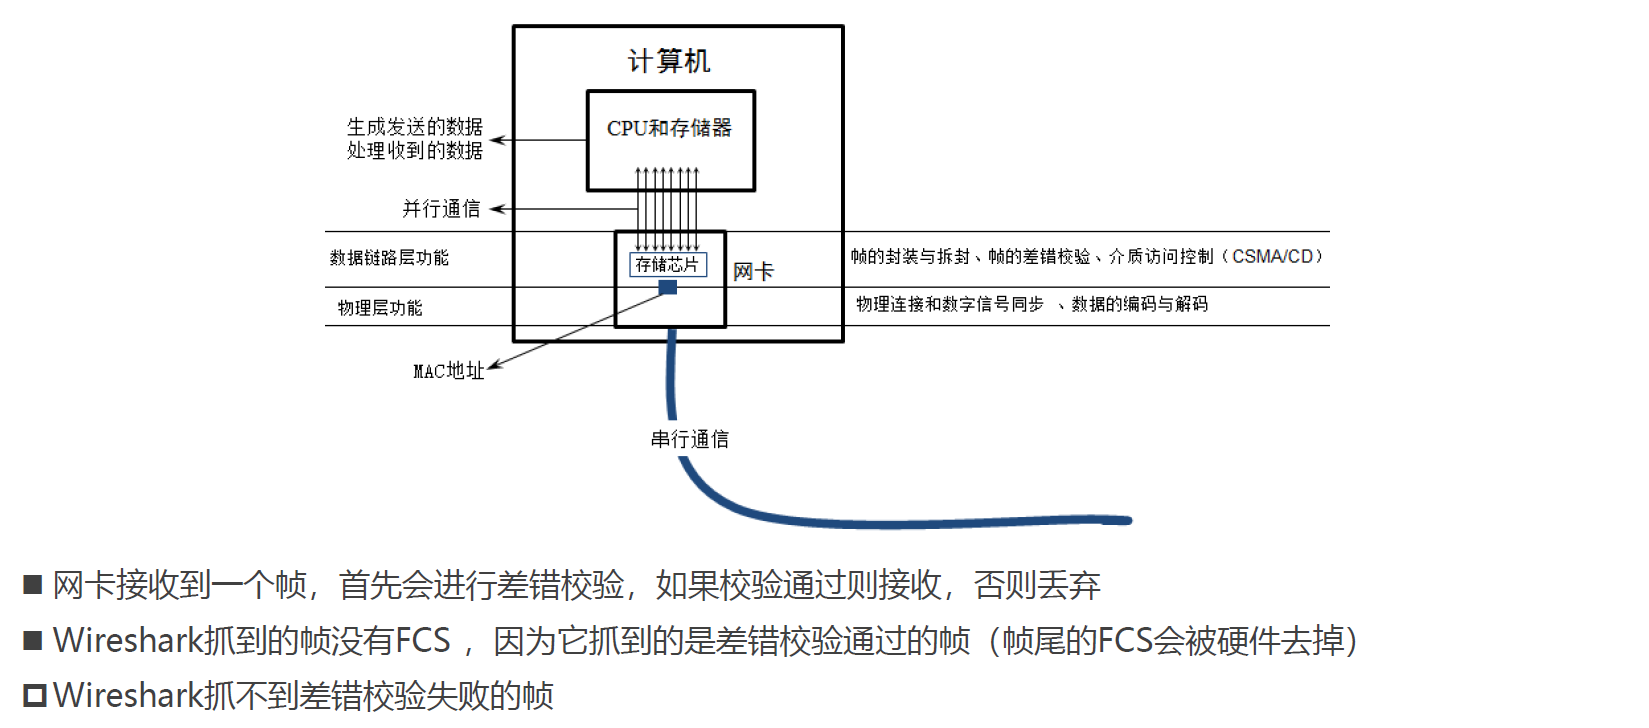 计算机
CPU和存储器
生成发送的数据
处理收到的数据
并行通信
数据链路层功能
存储芯片
网卡
帧的封装与拆封、帧的差错校验、介质访问控制（CSMA/CD）
物理层功能
物理连接和数字信号同步 、数据的编码与解码
MAC地址
串行通信
■ 网卡接收到一个帧，首先会进行差错校验，如果校验通过则接收，否则丢弃
■ Wireshark抓到的帧没有FCS ，因为它抓到的是差错校验通过的帧（帧尾的FCS会被硬件去掉）
Wireshark抓不到差错校验失败的帧